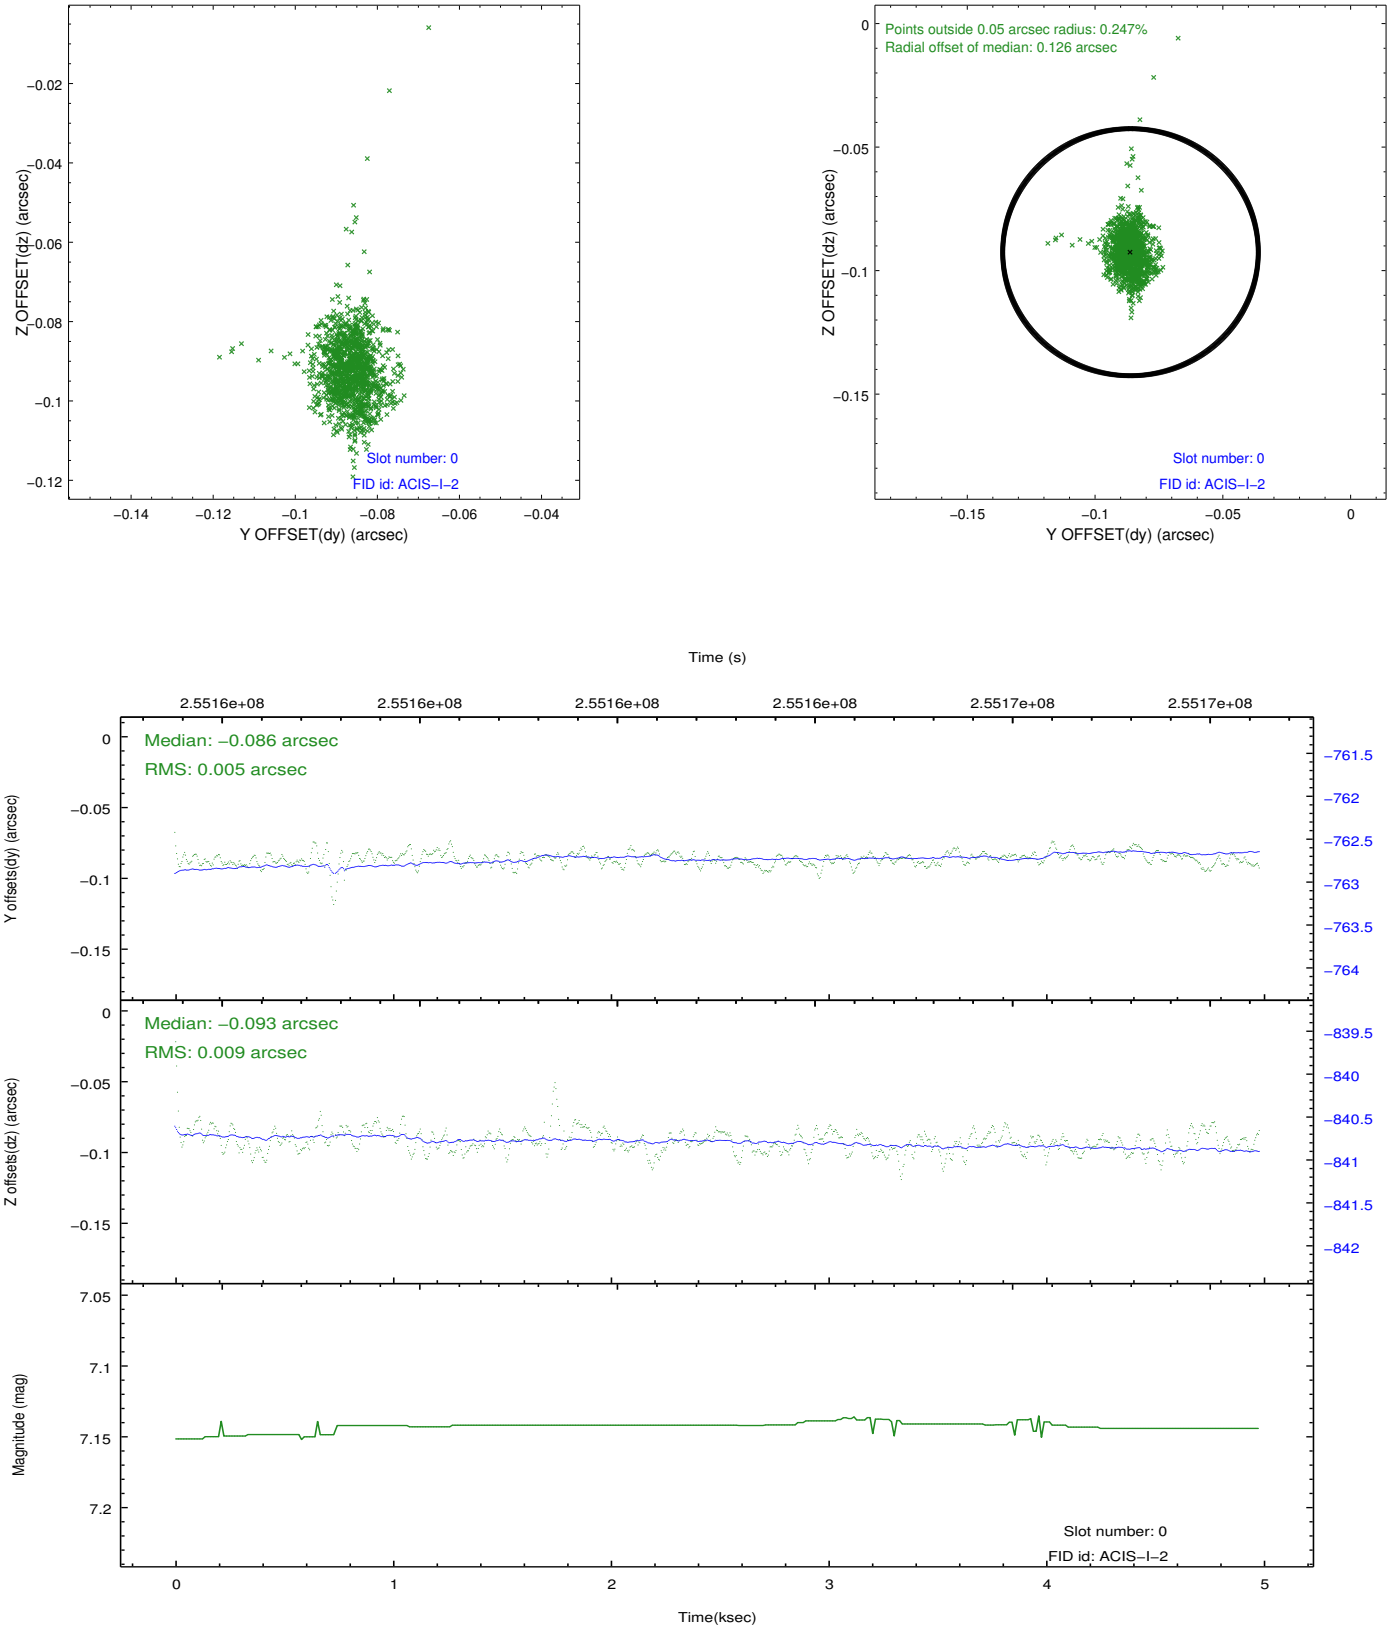 −0.02
−0.04
−0.06
−0.08
−0.1
−0.12
Z OFFSET(dz) (arcsec)
Slot number: 0
FID id: ACIS−I−2
−0.14
−0.12
−0.1
−0.08
−0.06
−0.04
Y OFFSET(dy) (arcsec)
Points outside 0.05 arcsec radius: 0.247%
Radial offset of median: 0.126 arcsec
0
−0.05
−0.1
−0.15
Z OFFSET(dz) (arcsec)
Slot number: 0
FID id: ACIS−I−2
−0.15
−0.1
−0.05
0
Y OFFSET(dy) (arcsec)
Time (s)
2.5516e+08
2.5516e+08
2.5516e+08
2.5516e+08
2.5517e+08
2.5517e+08
Median: −0.086 arcsec
RMS: 0.005 arcsec
0
−0.05
−0.1
−0.15
Y offsets(dy) (arcsec)
−761.5
−762
−762.5
−763
−763.5
−764
Median: −0.093 arcsec
RMS: 0.009 arcsec
0
−0.05
−0.1
−0.15
Z offsets(dz) (arcsec)
−839.5
−840
−840.5
−841
−841.5
−842
7.05
7.1
7.15
7.2
Magnitude (mag)
Slot number: 0
FID id: ACIS−I−2
0
1
2
3
4
5
Time(ksec)